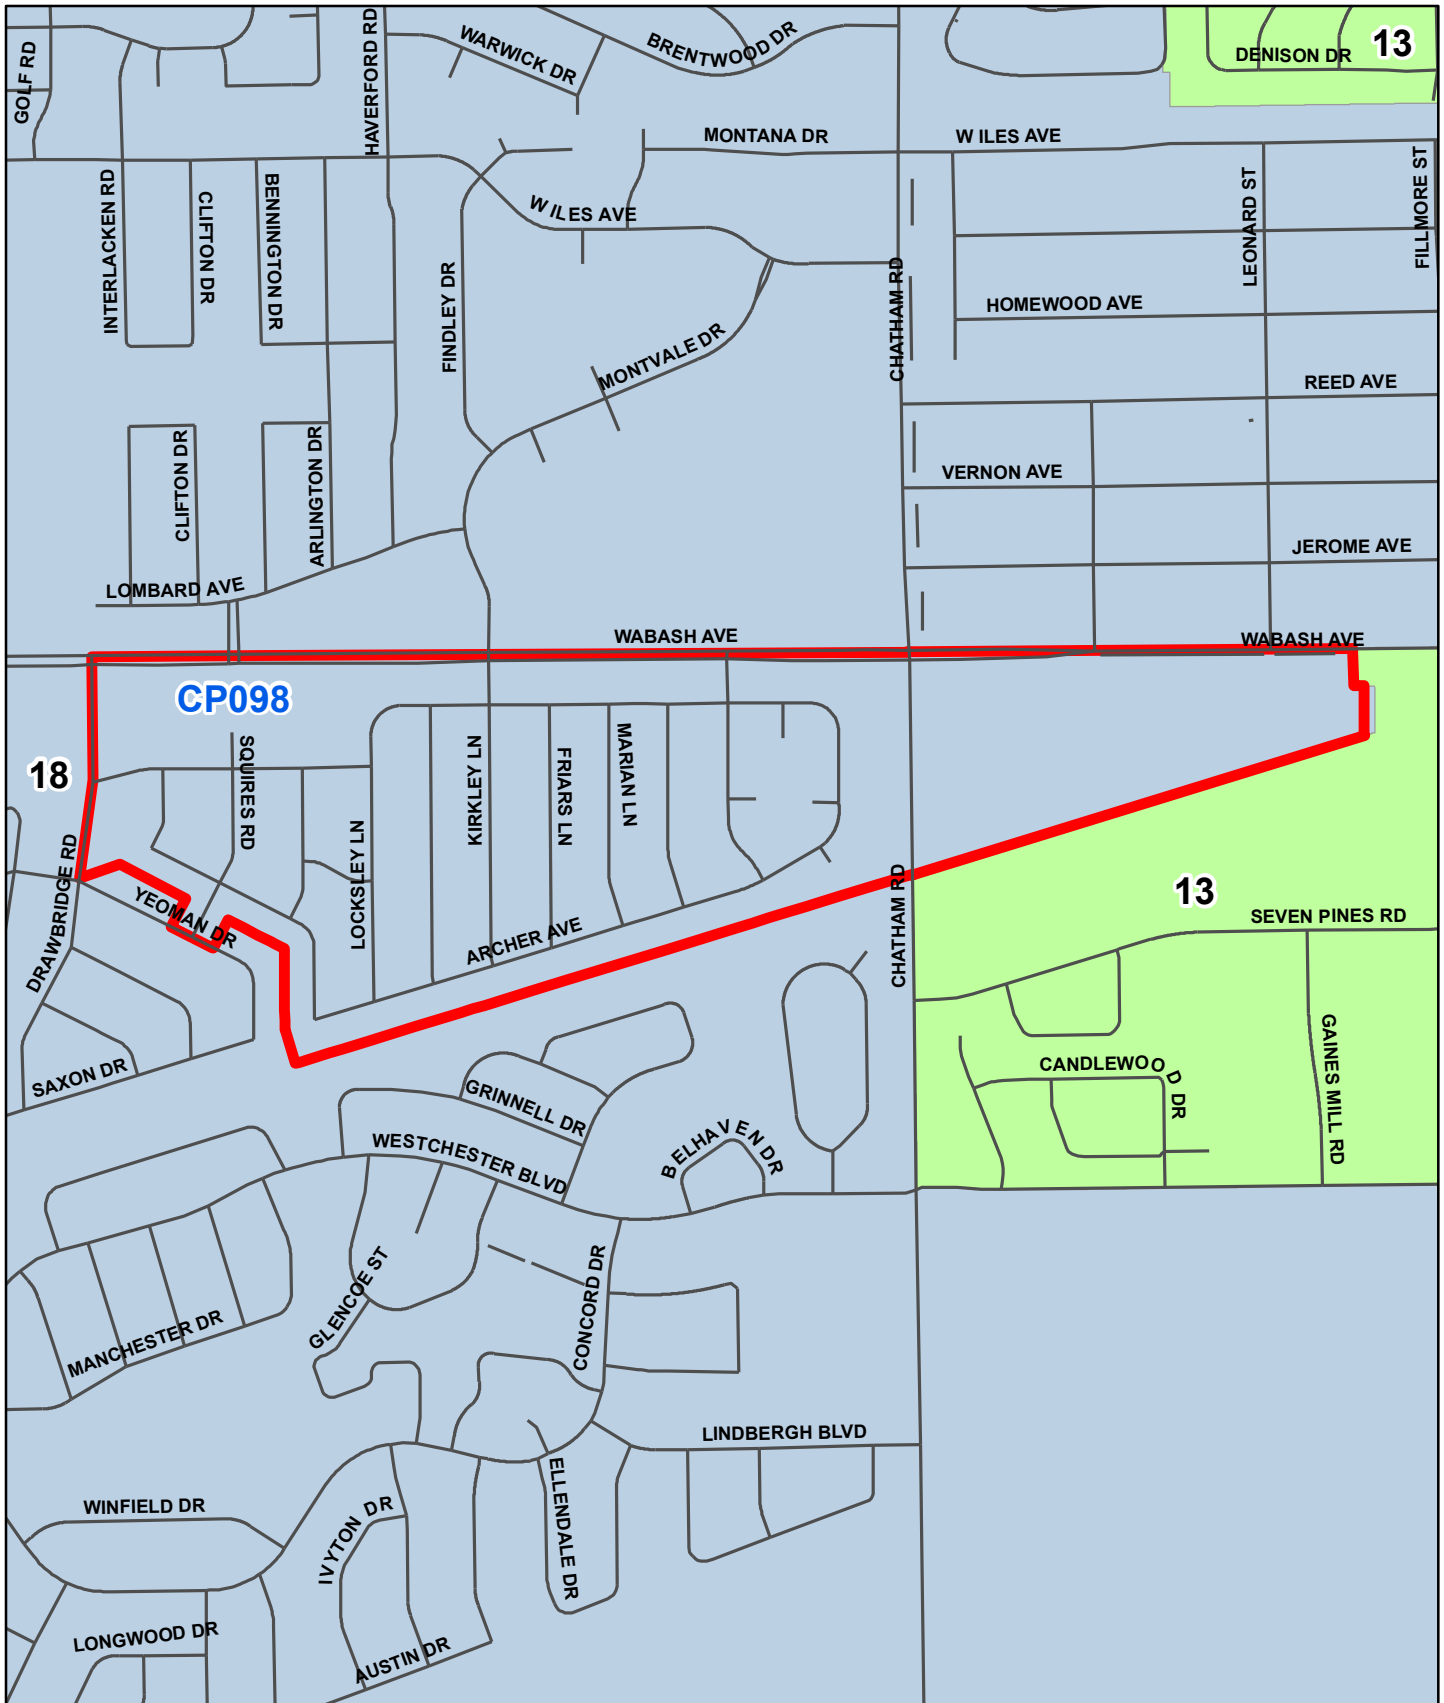 GOLF RD
HAVERFORD RD
WARWICK DR
BRENTWOOD DR
DENISON DR
13
MONTANA DR
W ILES AVE
INTERLACKEN RD
CLIFTON DR
BENNINGTON DR
W ILES AVE
LEONARD ST
FILLMORE ST
FINDLEY DR
CHATHAM RD
HOMEWOOD AVE
MONTVALE DR
REED AVE
CLIFTON DR
ARLINGTON DR
VERNON AVE
JEROME AVE
LOMBARD AVE
WABASH AVE
WABASH AVE
CP098
18
SQUIRES RD
KIRKLEY LN
FRIARS LN
MARIAN LN
LOCKSLEY LN
DRAWBRIDGE RD
YEOMAN DR
ARCHER AVE
CHATHAM RD
13
SEVEN PINES RD
SAXON DR
GRINNELL DR
CANDLEWOOD DR
GAINES MILL RD
WESTCHESTER BLVD
BELHAVEN DR
GLENCOE ST
CONCORD DR
MANCHESTER DR
LINDBERGH BLVD
WINFIELD DR
IVYTON DR
ELLENDALE DR
LONGWOOD DR
AUSTIN DR